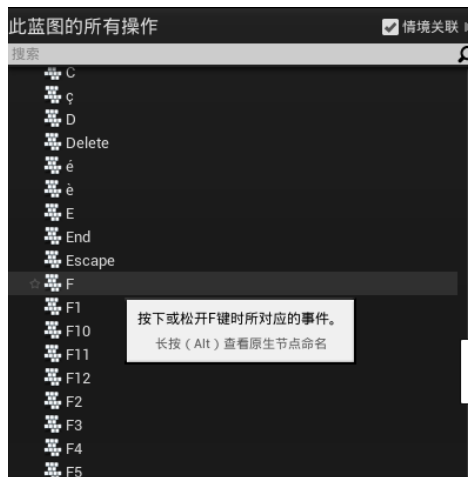 此蓝图的所有操作
情境关联
搜索
C
ç
D
Delete
é
è
E
End
Escape
F
F1
F10
F11
F12
F2
F3
F4
F5
按下或松开F键时所对应的事件。
长按（Alt）查看原生节点命名